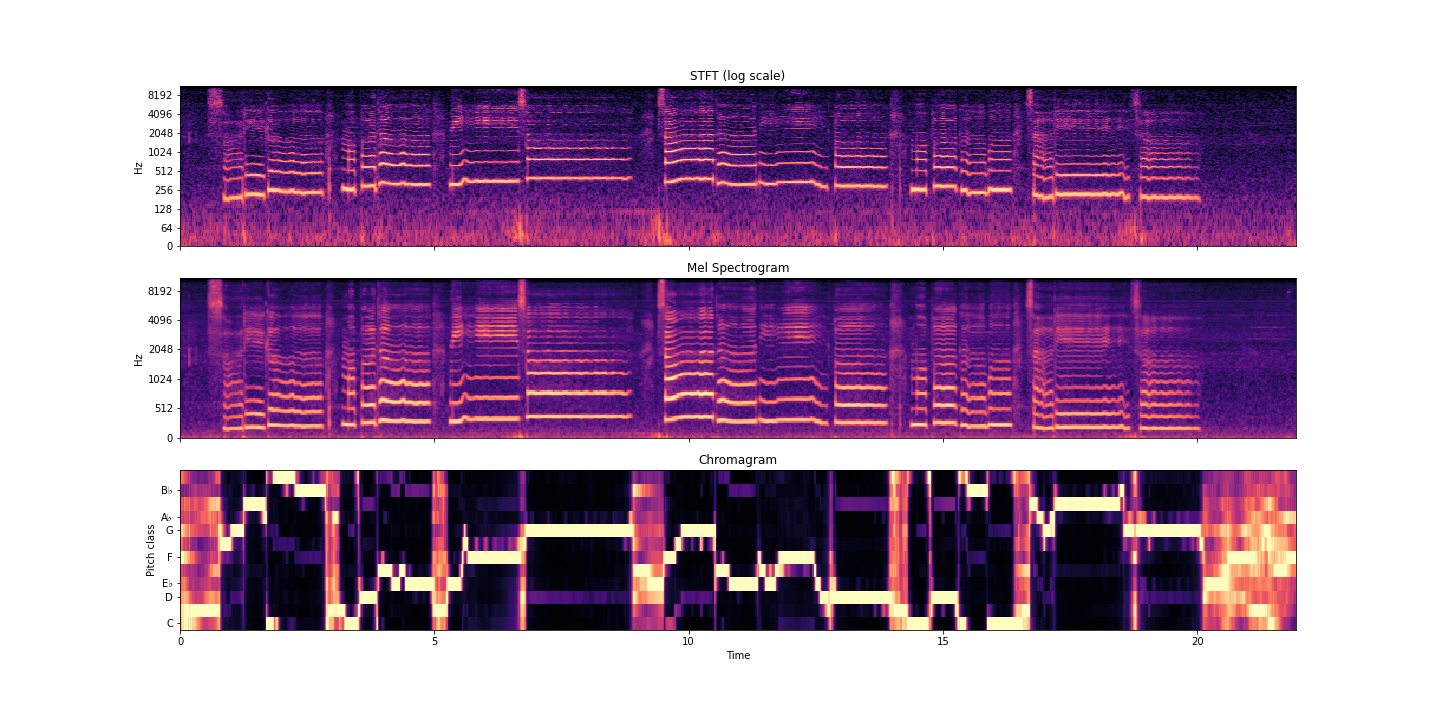 STFT (log scale)
8192
4096
2048
1024
512
256
128
64
0
Hz
Mel Spectrogram
8192
4096
2048
1024
512
0
Hz
Chromagram
B♭
A♭
G
F
E♭
D
C
Pitch class
0 5 10 15 20
Time